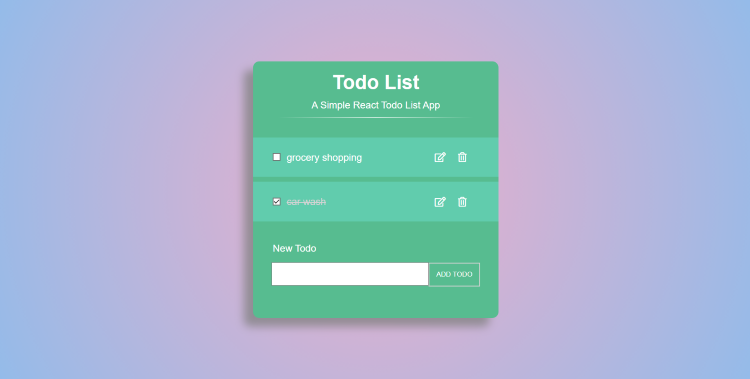 Todo List
A Simple React Todo List App
grocery shopping
car wash
New Todo
ADD TODO